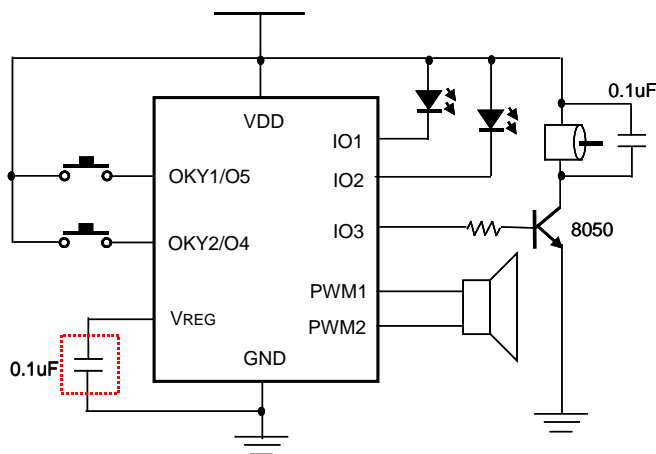 0.1uF
VDD
IO1
OKY1/O5
IO2
IO3
8050
OKY2/O4
PWM1
VREG
PWM2
GND
0.1uF